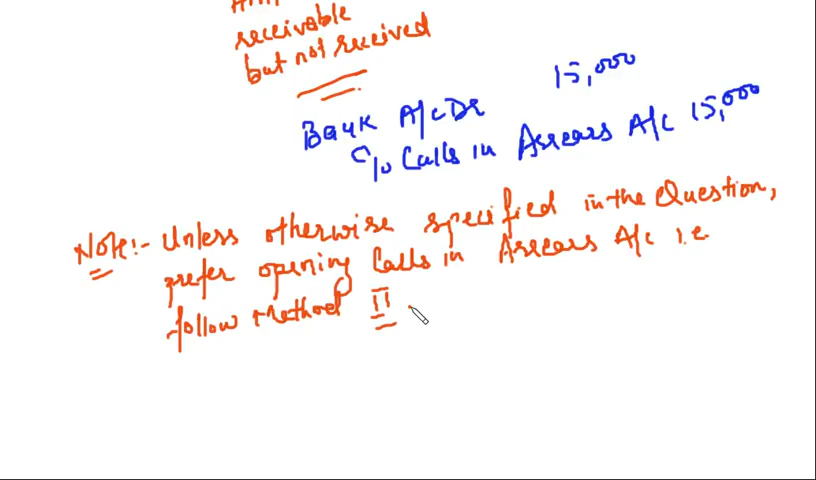 receivable
but not received
Bank A/c Dr 15,000
To Calls in Arrears A/c 15,000
Note:- Unless otherwise specified in the Question,
prefer opening Calls in Arrears A/c i.e
follow Method II